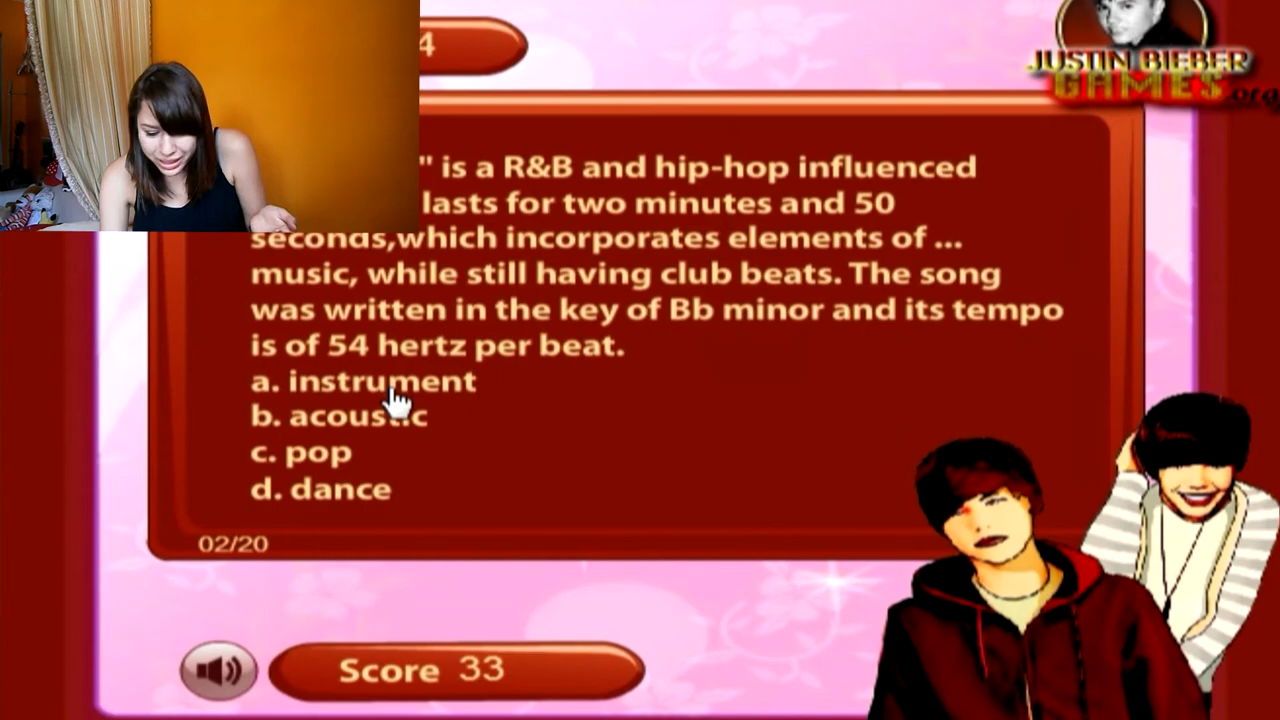 4
JUSTIN BIEBER
GAMES.org
" is a R&B and hip-hop influenced
lasts for two minutes and 50
seconds,which incorporates elements of ...
music, while still having club beats. The song
was written in the key of Bb minor and its tempo
is of 54 hertz per beat.
a. instrument
b. acoustic
c. pop
d. dance
02/20
Score 33